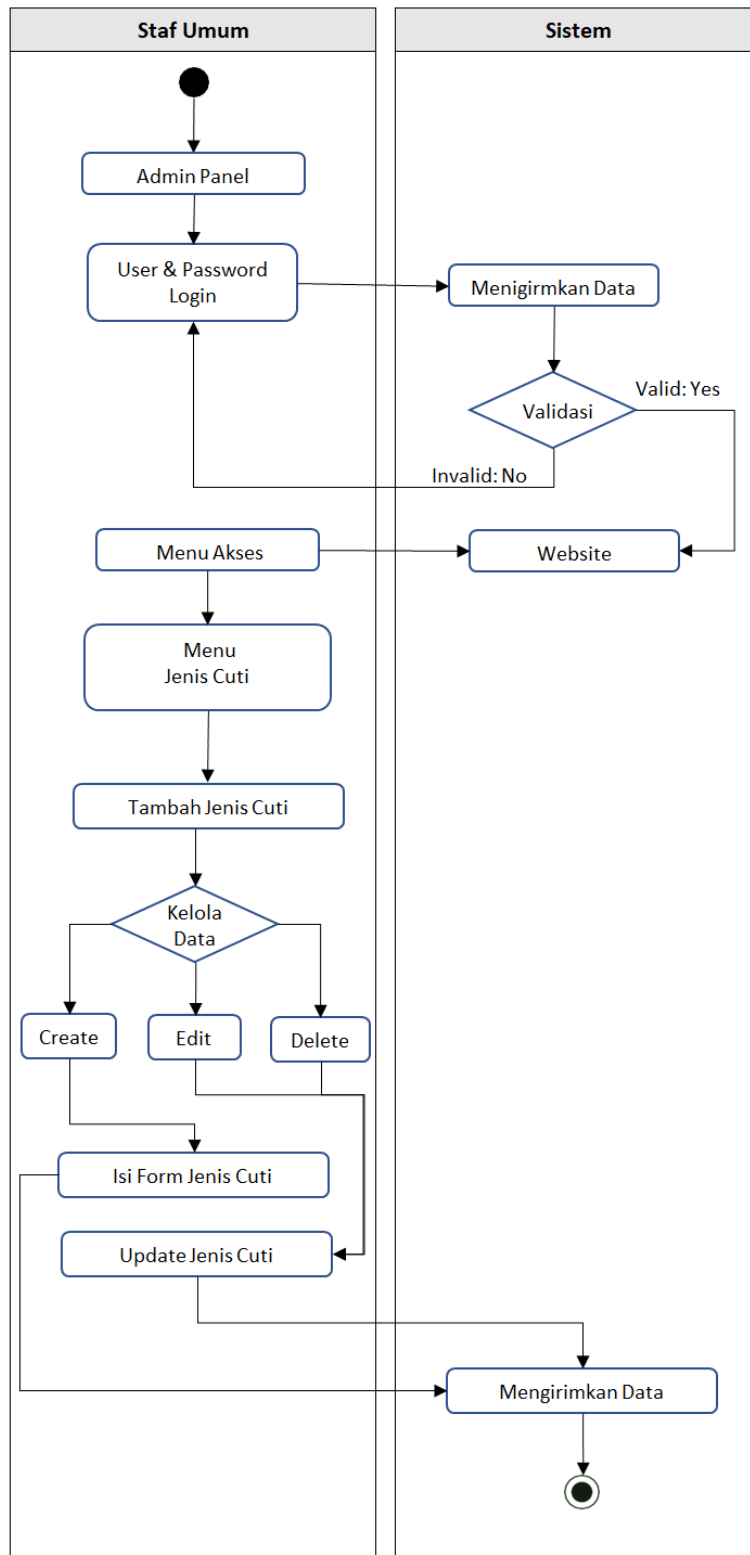 Staf Umum
Sistem
Admin Panel
User & Password
Login
Menigirmkan Data
Validasi
Valid: Yes
Invalid: No
Menu Akses
Website
Menu
Jenis Cuti
Tambah Jenis Cuti
Kelola
Data
Create
Edit
Delete
Isi Form Jenis Cuti
Update Jenis Cuti
Mengirimkan Data